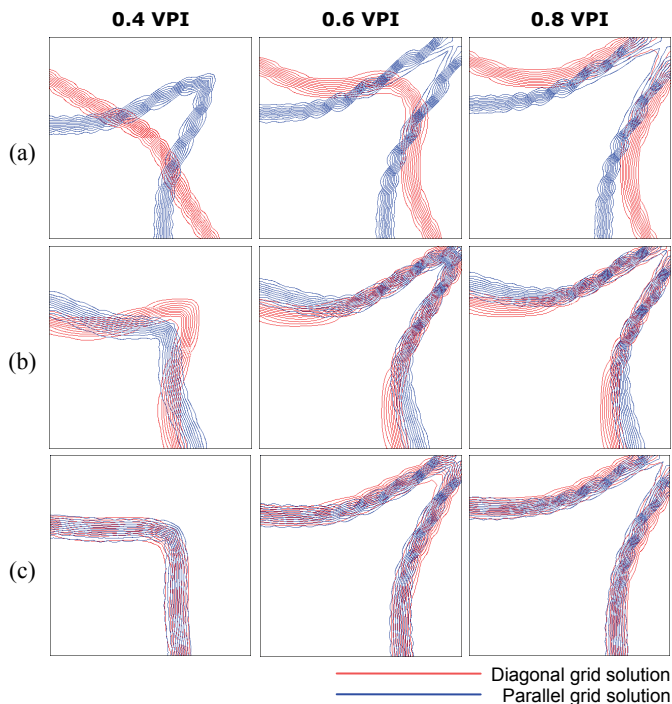 0.4 VPI 0.6 VPI 0.8 VPI
(a)
(b)
(c)
Diagonal grid solution
Parallel grid solution